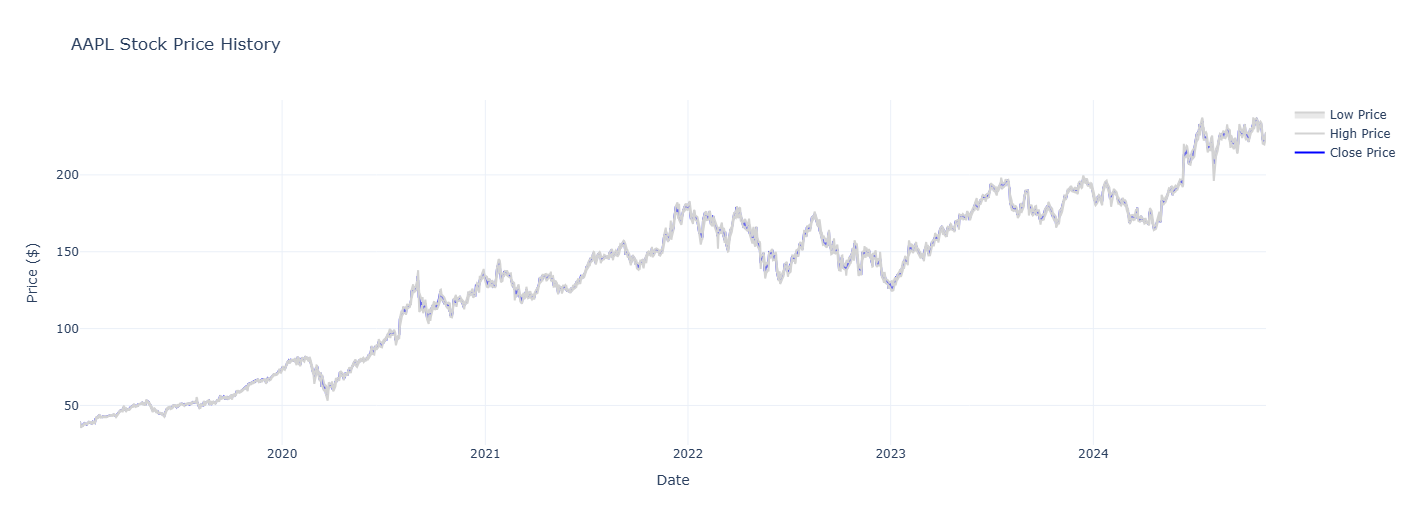 AAPL Stock Price History
Low Price
High Price
Close Price
200
150
100
50
Price ($)
2020
2021
2022
2023
2024
Date